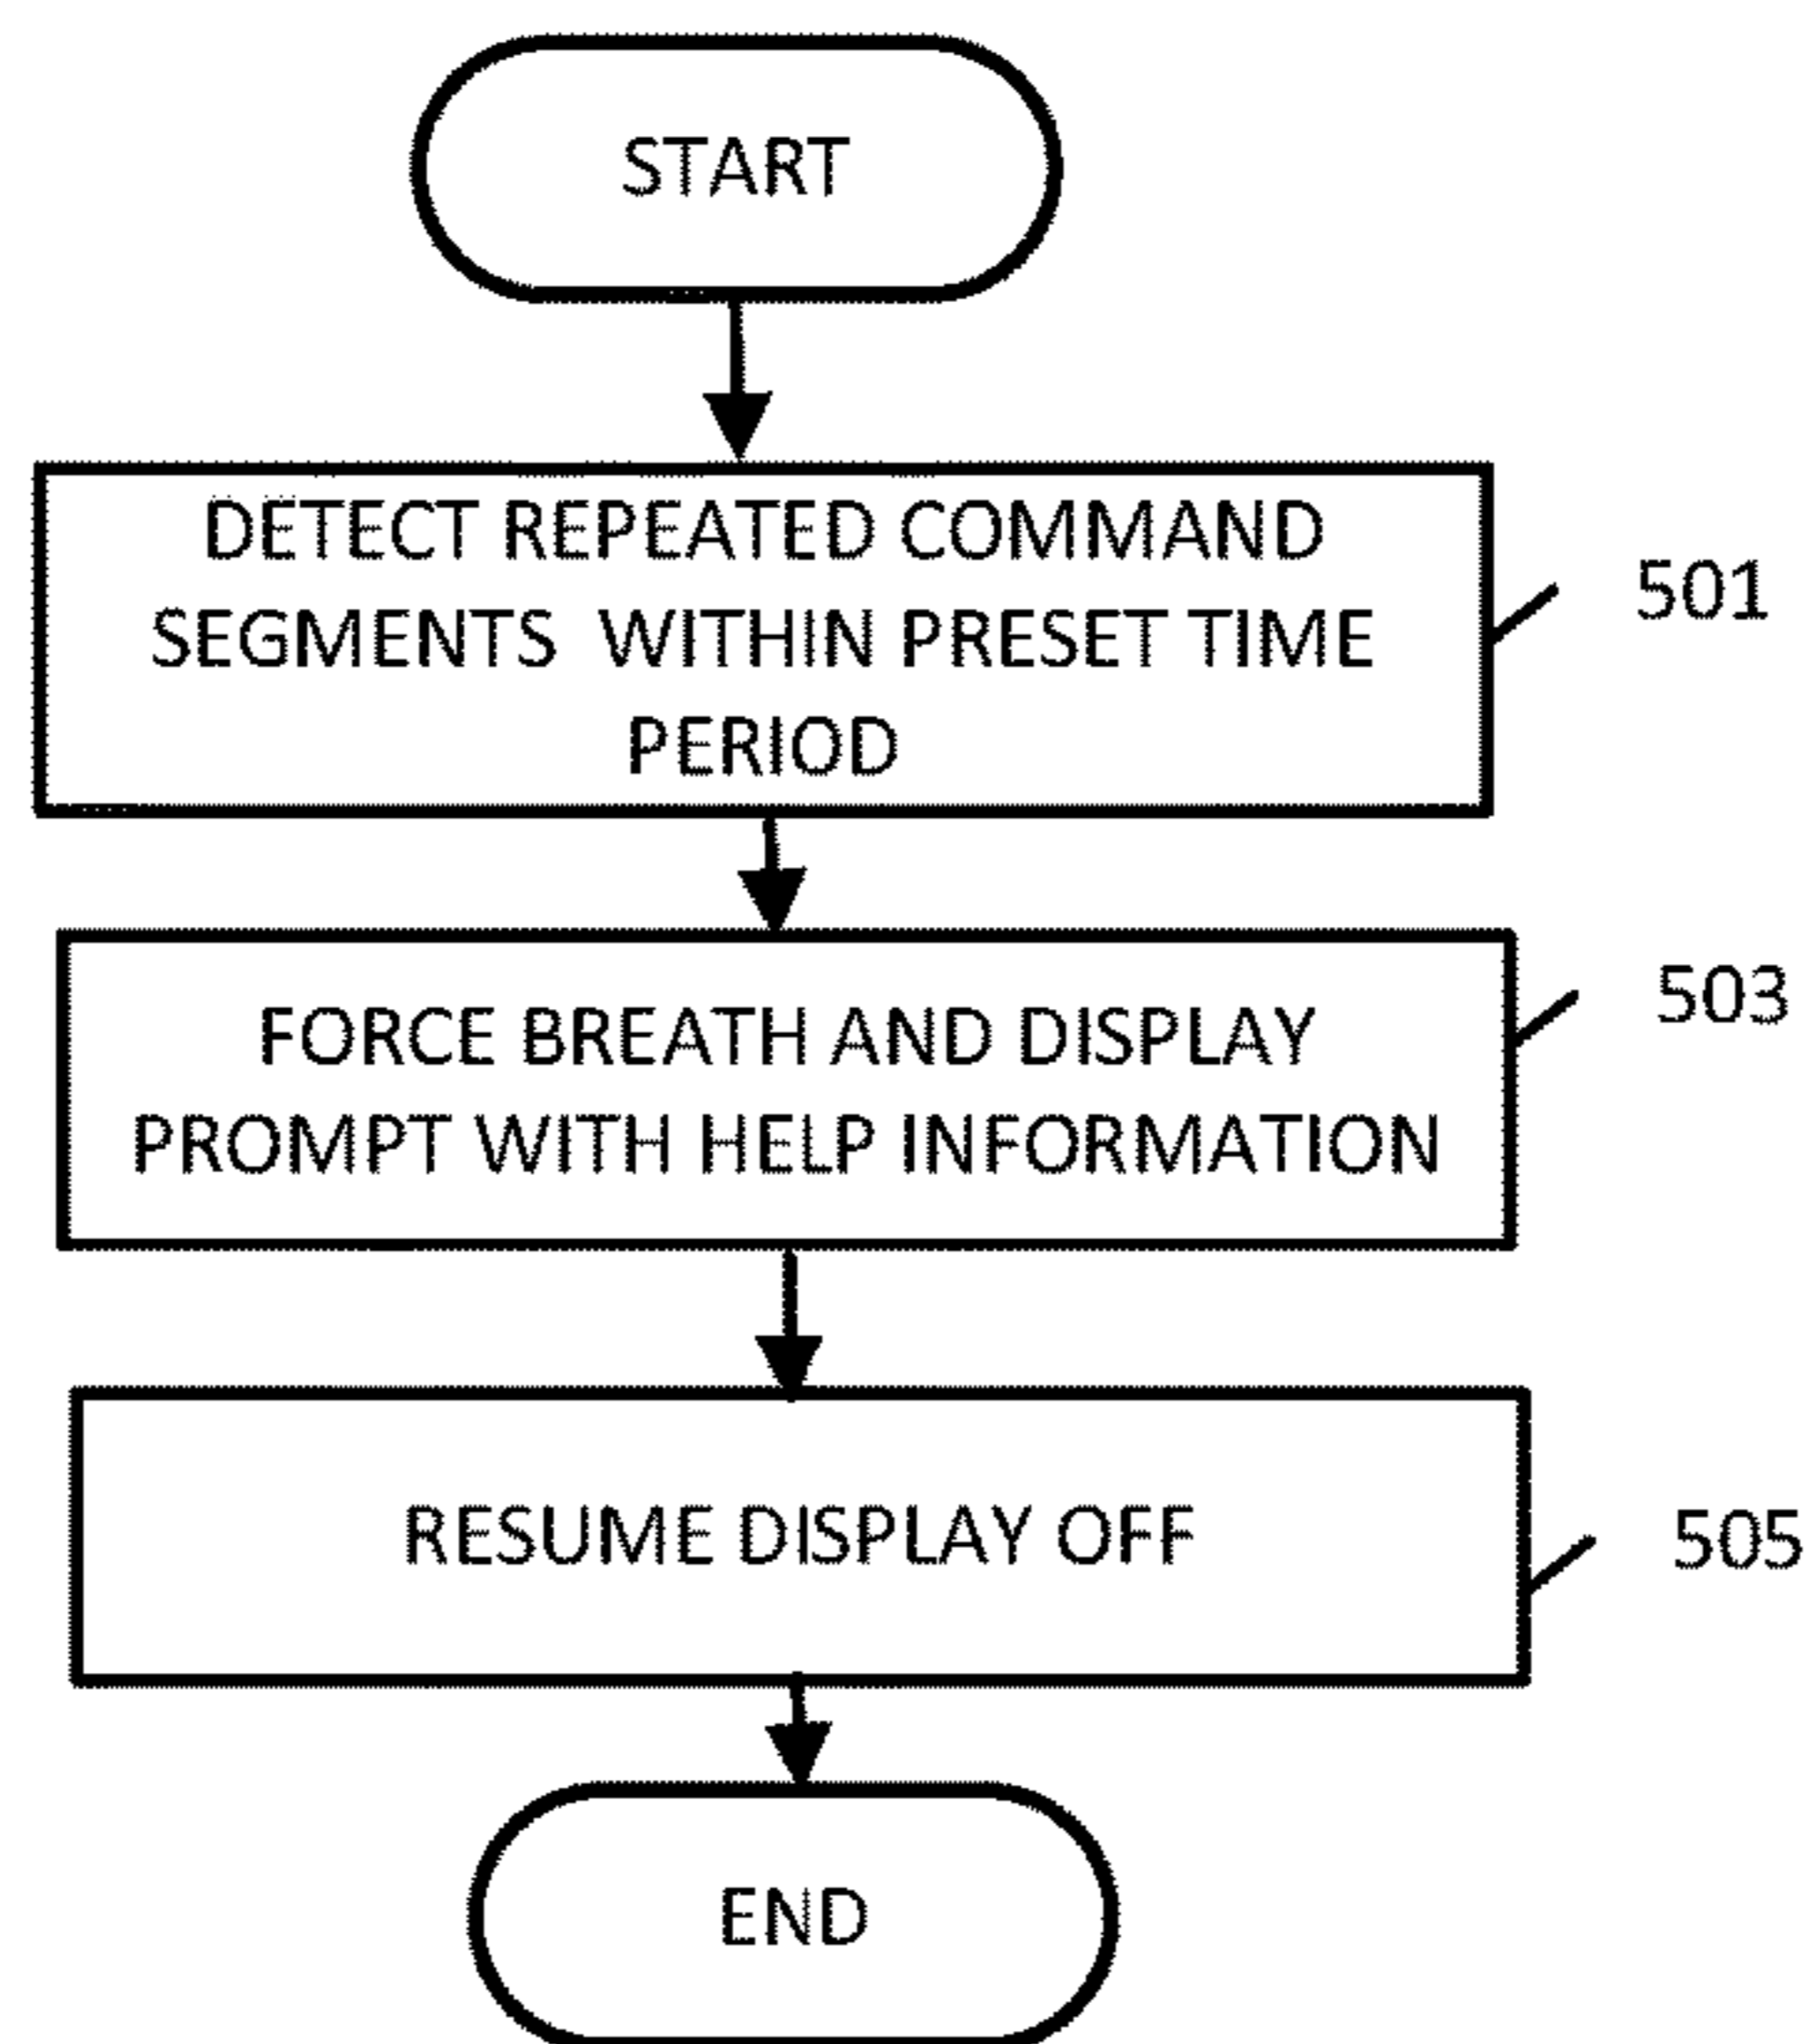 START
DETECT REPEATED COMMAND
SEGMENTS WITHIN PRESET TIME
PERIOD
501
FORCE BREATH AND DISPLAY
PROMPT WITH HELP INFORMATION
503
RESUME DISPLAY OFF
505
END